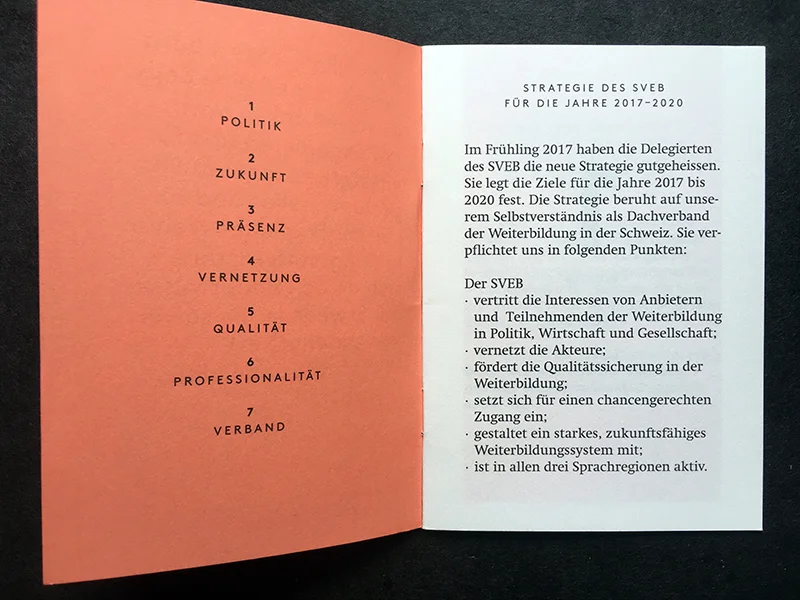 1
POLITIK
2
ZUKUNFT
3
PRÄSENZ
4
VERNETZUNG
5
QUALITÄT
6
PROFESSIONALITÄT
7
VERBAND
STRATEGIE DES SVEB
FÜR DIE JAHRE 2017–2020
Im Frühling 2017 haben die Delegierten
des SVEB die neue Strategie gutgeheissen.
Sie legt die Ziele für die Jahre 2017 bis
2020 fest. Die Strategie beruht auf unse-
rem Selbstverständnis als Dachverband
der Weiterbildung in der Schweiz. Sie ver-
pflichtet uns in folgenden Punkten:
Der SVEB
· vertritt die Interessen von Anbietern
und Teilnehmenden der Weiterbildung
in Politik, Wirtschaft und Gesellschaft;
· vernetzt die Akteure;
· fördert die Qualitätssicherung in der
Weiterbildung;
· setzt sich für einen chancengerechten
Zugang ein;
· gestaltet ein starkes, zukunftsfähiges
Weiterbildungssystem mit;
· ist in allen drei Sprachregionen aktiv.